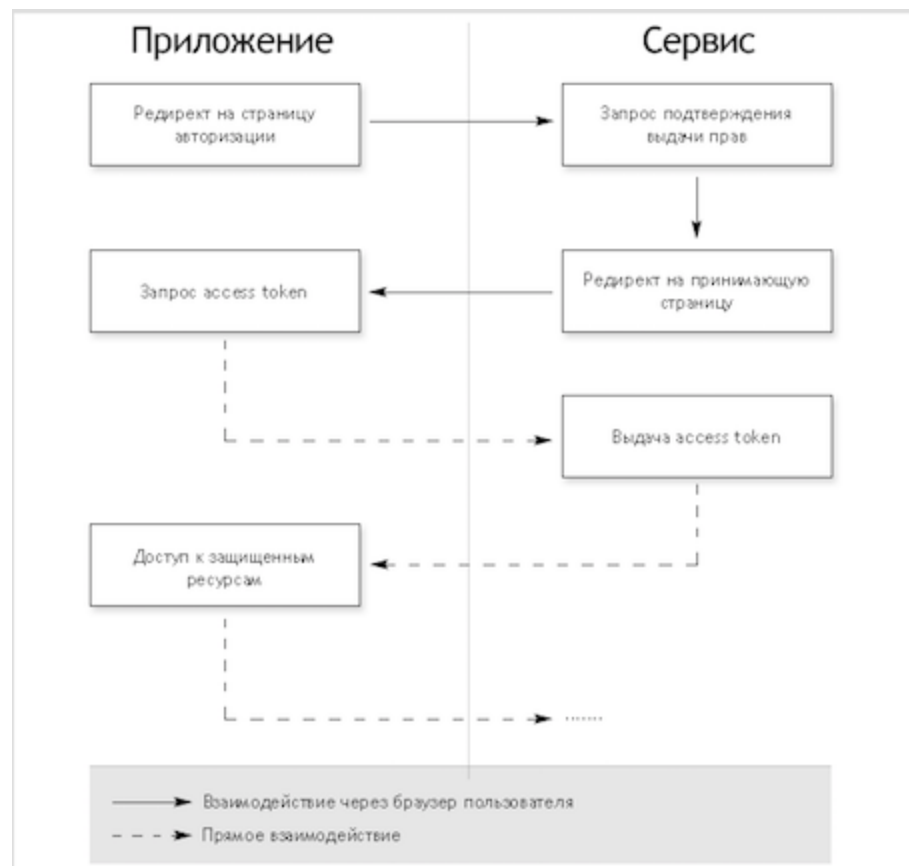 Приложение
Сервис
Редирект на страницу
авторизации
Запрос подтверждения
выдачи прав
Запрос access token
Редирект на принимающую
страницу
Выдача access token
Доступ к защищенным
ресурсам
.......
Взаимодействие через браузер пользователя
Прямое взаимодействие